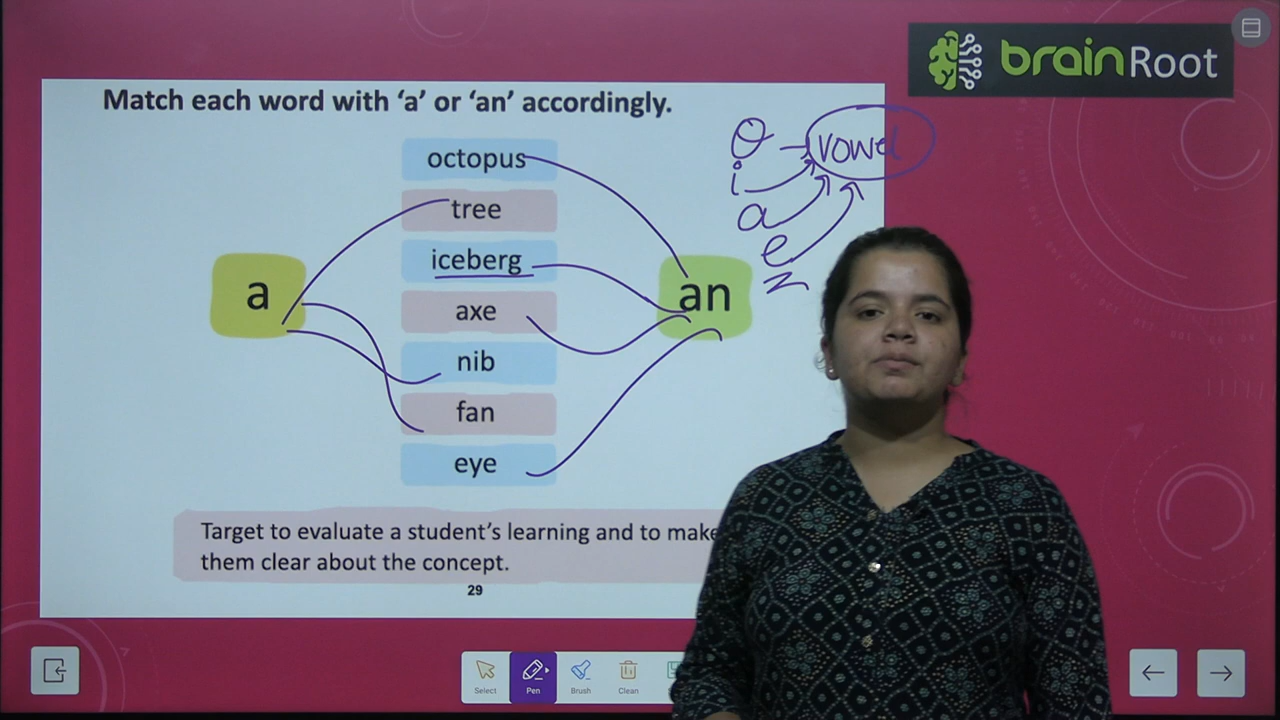 brainRoot
Match each word with 'a' or 'an' accordingly.
octopus
tree
iceberg
axe
nib
fan
eye
a
an
O - vowel
i
a
e
Target to evaluate a student's learning and to make
them clear about the concept.
29
Select
Pen
Brush
Clean